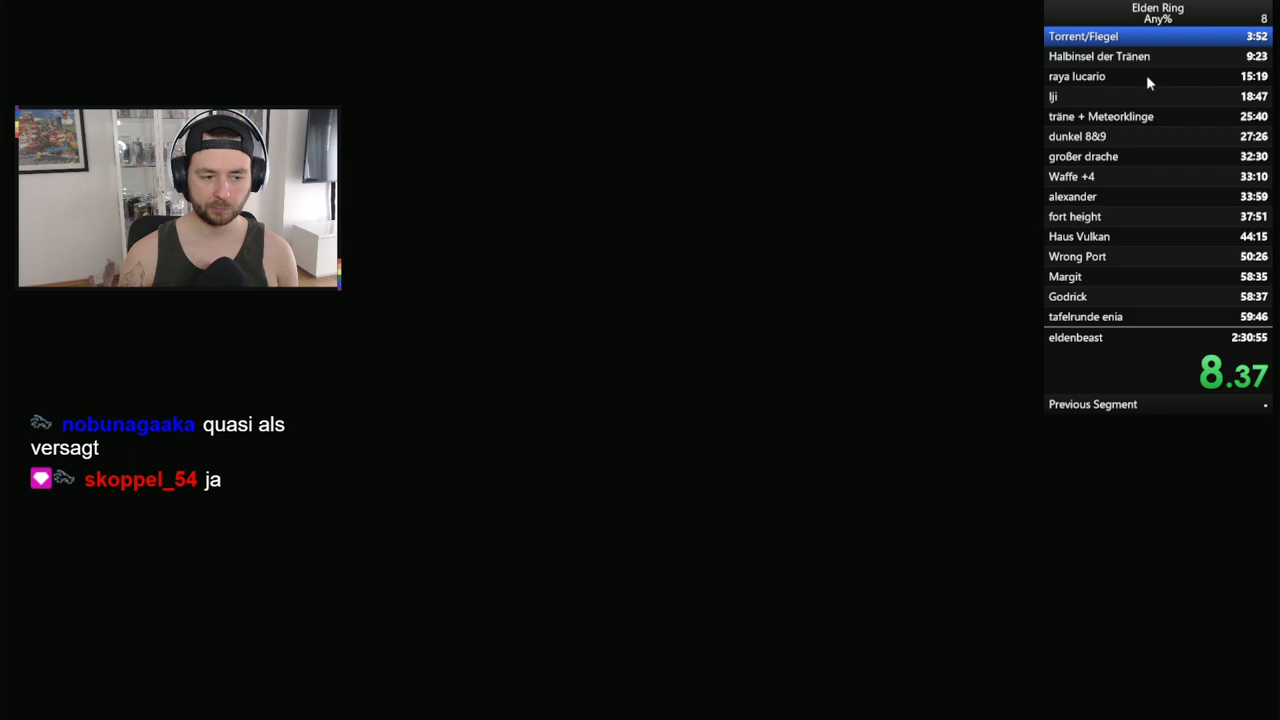 Elden Ring
Any% 8
Torrent/Flegel 3:52
Halbinsel der Tränen 9:23
raya lucario 15:19
Iji 18:47
träne + Meteorklinge 25:40
dunkel 8&9 27:26
großer drache 32:30
Waffe +4 33:10
alexander 33:59
fort height 37:51
Haus Vulkan 44:15
Wrong Port 50:26
Margit 58:35
Godrick 58:37
tafelrunde enia 59:46
eldenbeast 2:30:55
8.37
Previous Segment -
nobunagaaka quasi als
versagt
skoppel_54 ja